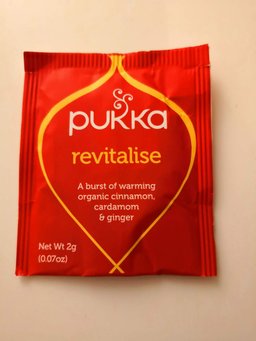 pukka
revitalise
A burst of warming
organic cinnamon,
cardamom
& ginger
Net Wt 2g
(0.07oz)